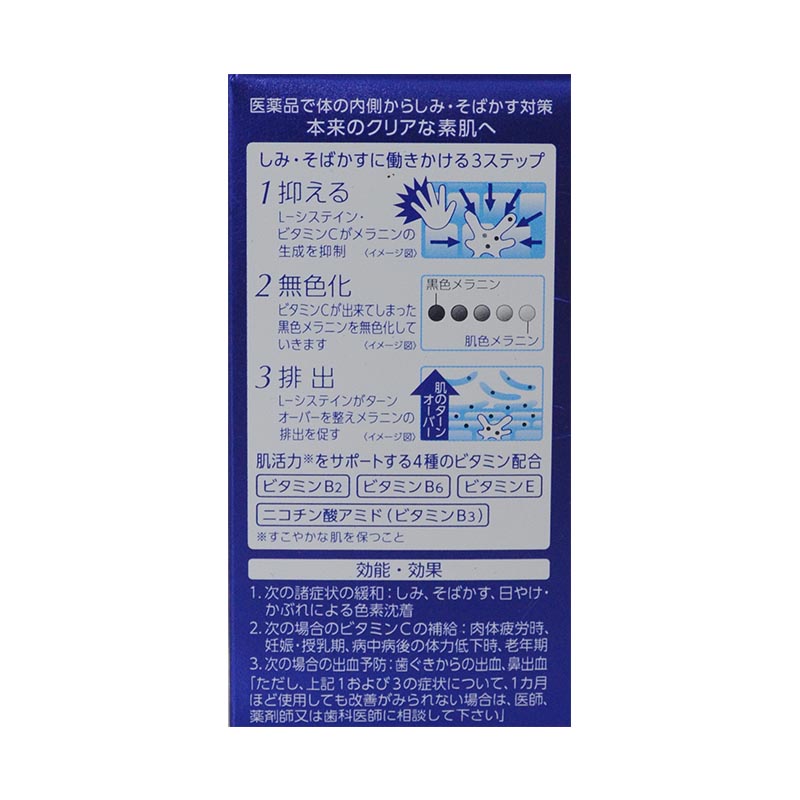 医薬品で体の内側からしみ・そばかす対策
本来のクリアな素肌へ
しみ・そばかすに働きかける3ステップ
1 抑える
L-システイン・
ビタミンCがメラニンの
生成を抑制 〈イメージ図〉
2 無色化
ビタミンCが出来てしまった
黒色メラニンを無色化して
いきます 〈イメージ図〉
黒色メラニン
肌色メラニン
3 排出
L-システインがターン
オーバーを整えメラニンの
排出を促す 〈イメージ図〉
肌のターン
オーバー
肌活力※をサポートする4種のビタミン配合
ビタミンB2 ビタミンB6 ビタミンE
ニコチン酸アミド(ビタミンB3)
※すこやかな肌を保つこと
効能・効果
1. 次の諸症状の緩和：しみ、そばかす、日やけ・
かぶれによる色素沈着
2. 次の場合のビタミンCの補給：肉体疲労時、
妊娠・授乳期、病中病後の体力低下時、老年期
3. 次の場合の出血予防：歯ぐきからの出血、鼻出血
「ただし、上記1および3の症状について、1カ月
ほど使用しても改善がみられない場合は、医師、
薬剤師又は歯科医師に相談して下さい」